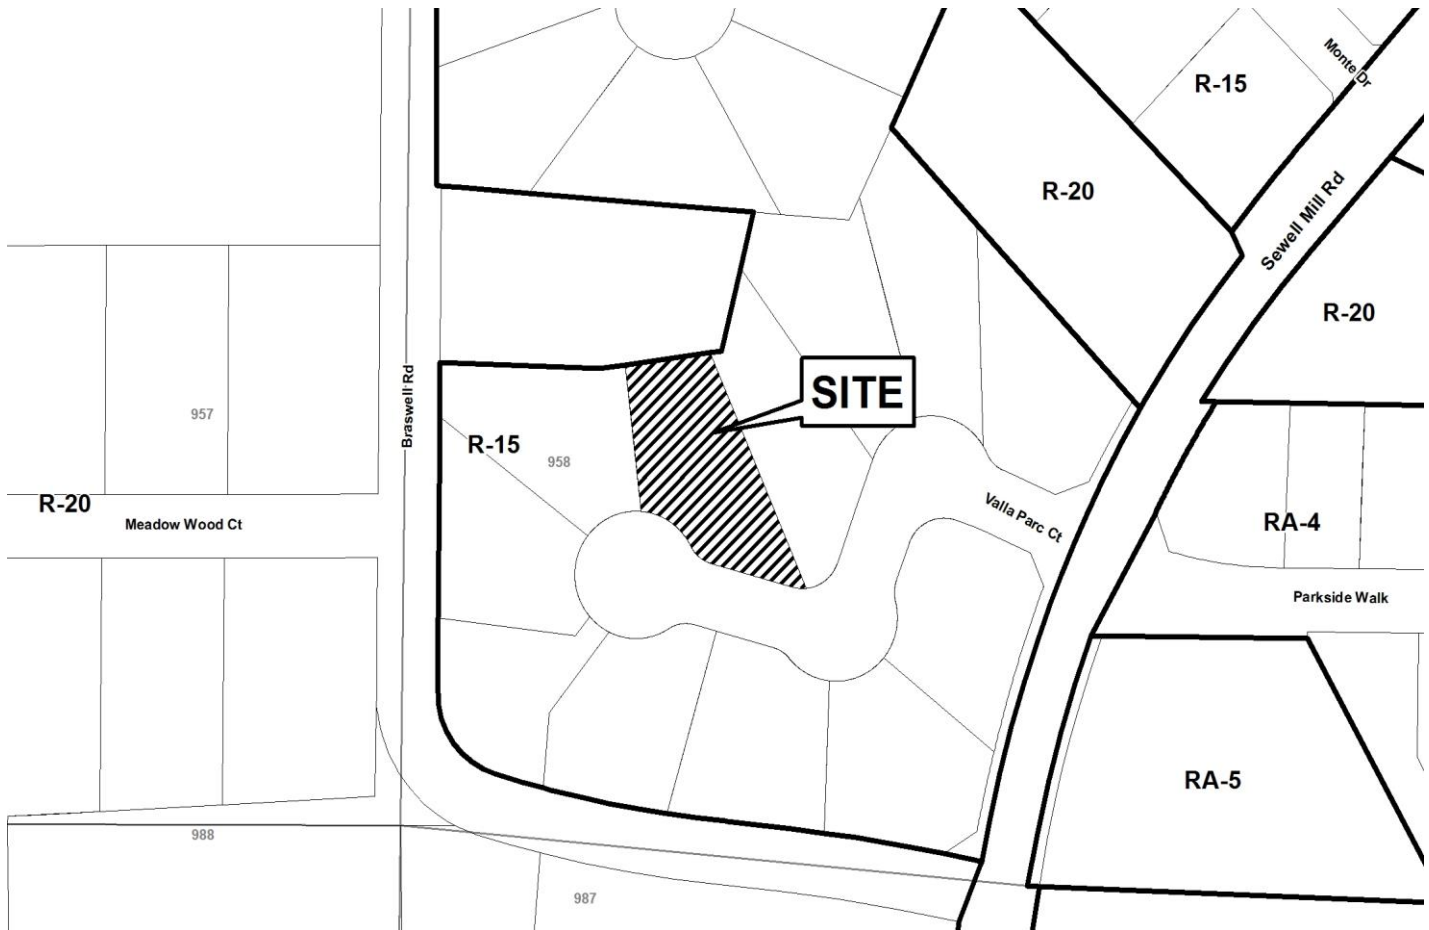 Monte Dr
R-15
R-20
Sewell Mill Rd
R-20
SITE
Braswell Rd
957
R-15
958
R-20
Meadow Wood Ct
Valla Parc Ct
RA-4
Parkside Walk
RA-5
988
987